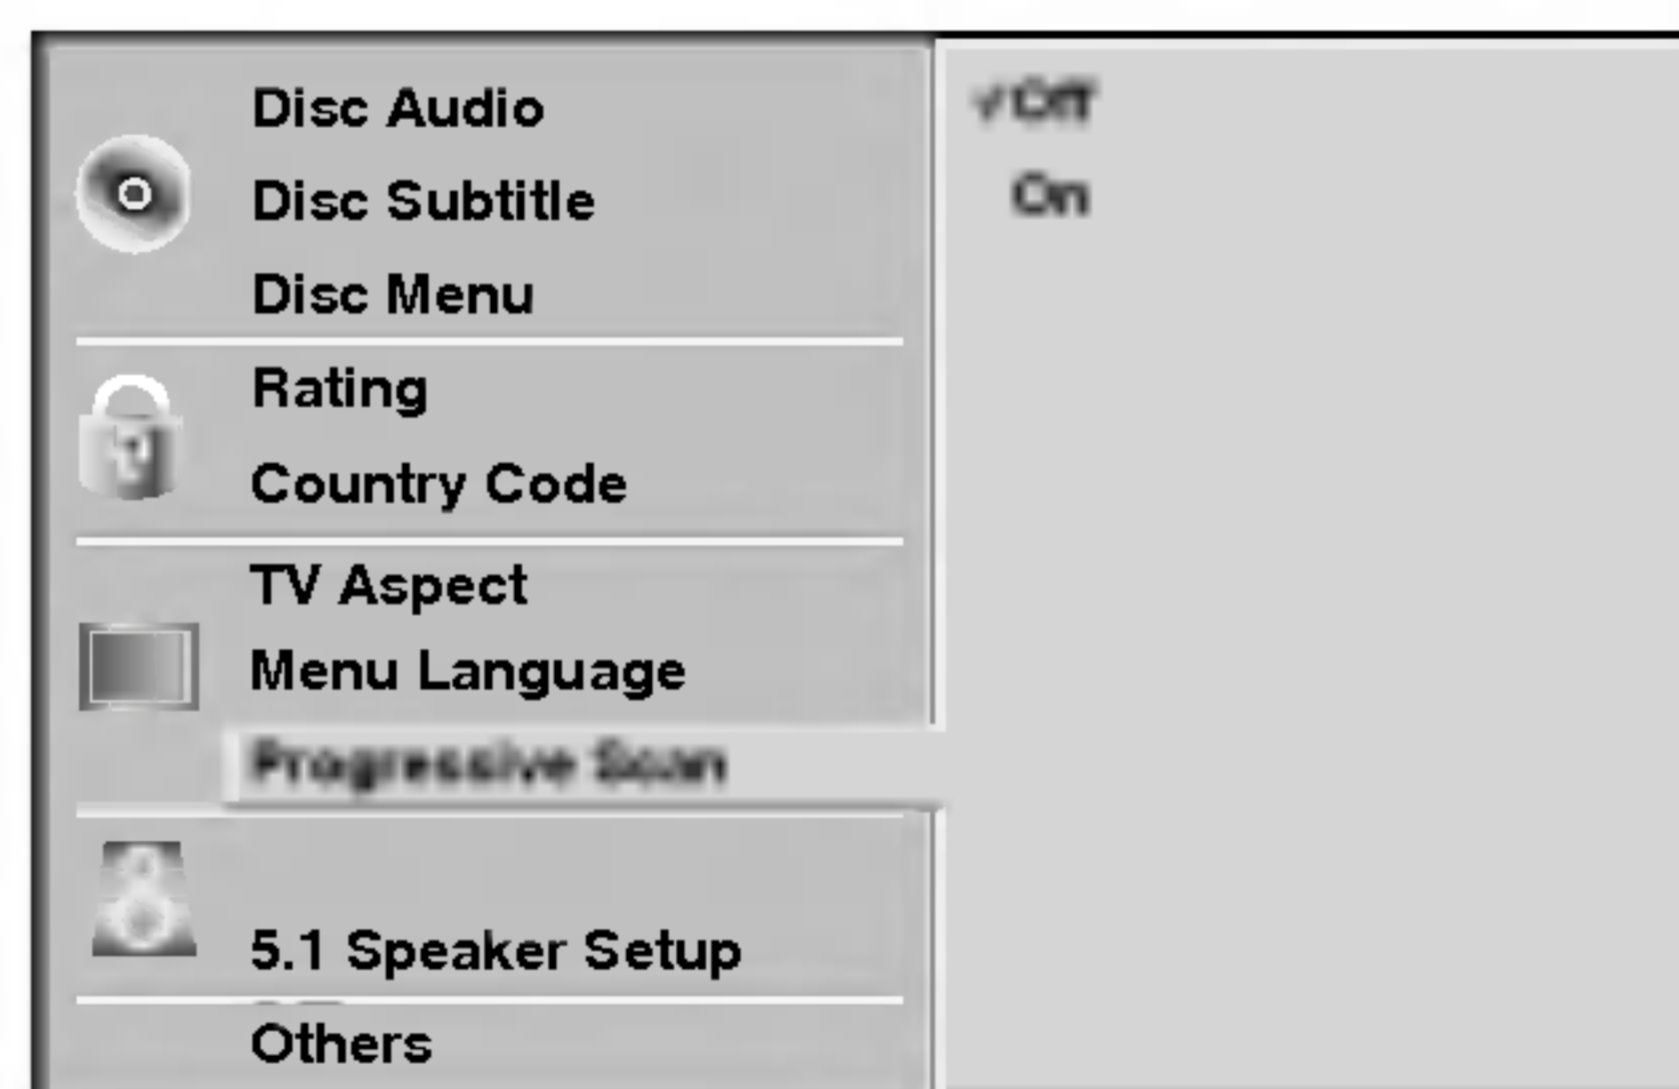 Disc Audio
Disc Subtitle
Disc Menu
Rating
Country Code
TV Aspect
Menu Language
Progressive Scan
5.1 Speaker Setup
Others
✓Off
On